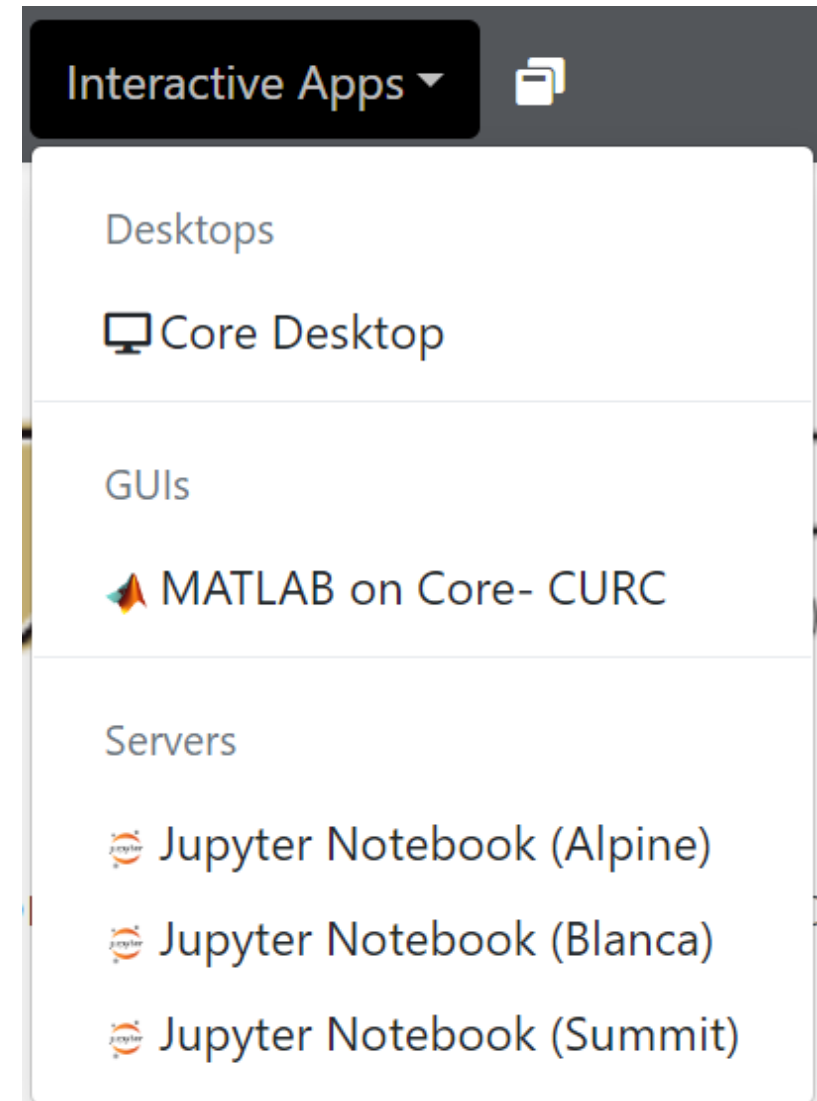 Interactive Apps
Desktops
Core Desktop
GUIs
MATLAB on Core- CURC
Servers
Jupyter Notebook (Alpine)
Jupyter Notebook (Blanca)
Jupyter Notebook (Summit)